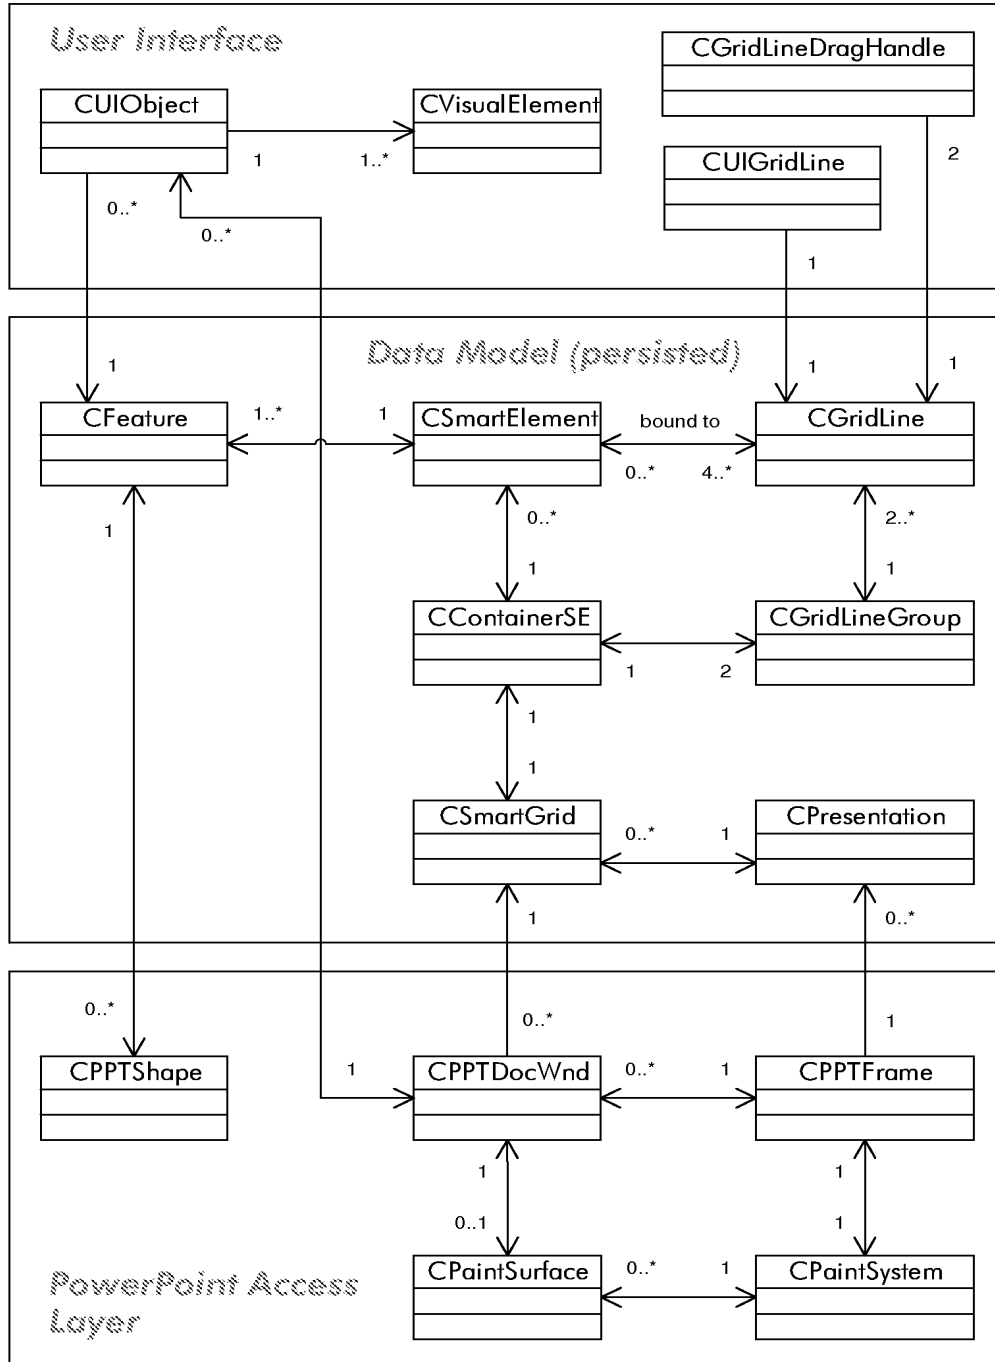 User Interface
CGridLineDragHandle
CUIObject
CVisualElement
1
1..*
2
CUIGridLine
0..*
0..*
1
Data Model (persisted)
1
1
1
CFeature
1..*
1
CSmartElement
bound to
CGridLine
0..*
4..*
1
0..*
2..*
1
1
CContainerSE
CGridLineGroup
1
2
1
1
CSmartGrid
0..*
1
CPresentation
1
0..*
0..*
0..*
1
CPPTShape
1
CPPTDocWnd
0..*
1
CPPTFrame
1
1
0..1
1
CPaintSurface
0..*
1
CPaintSystem
PowerPoint Access
Layer